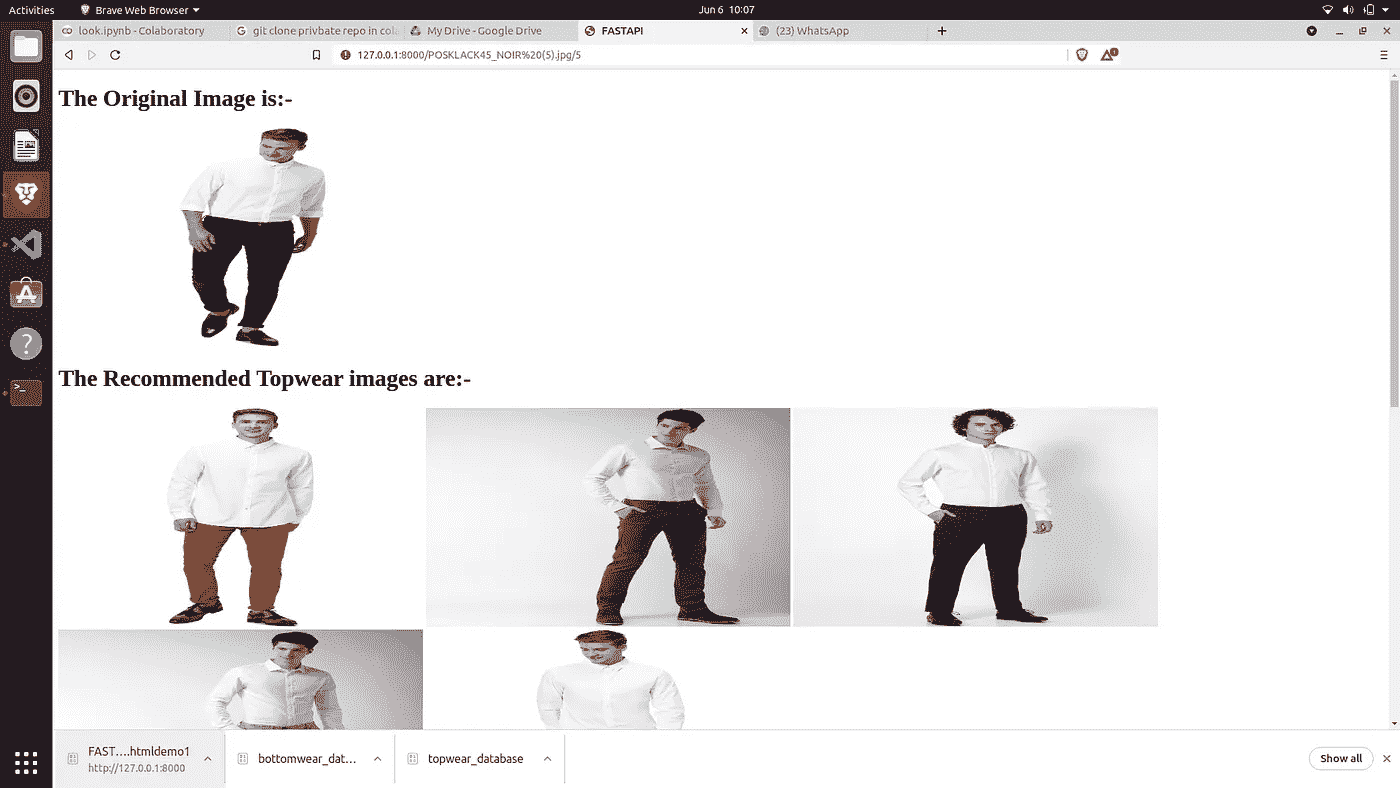 Activities
Brave Web Browser
Jun 6 10:07
look.ipynb - Colaboratory
git clone privbate repo in col
My Drive - Google Drive
FASTAPI
(23) WhatsApp
127.0.0.1:8000/POSKLACK45_NOIR%20(5).jpg/5
The Original Image is:-
The Recommended Topwear images are:-
FAST....htmldemo1
http://127.0.0.1:8000
bottomwear_dat...
topwear_database
Show all